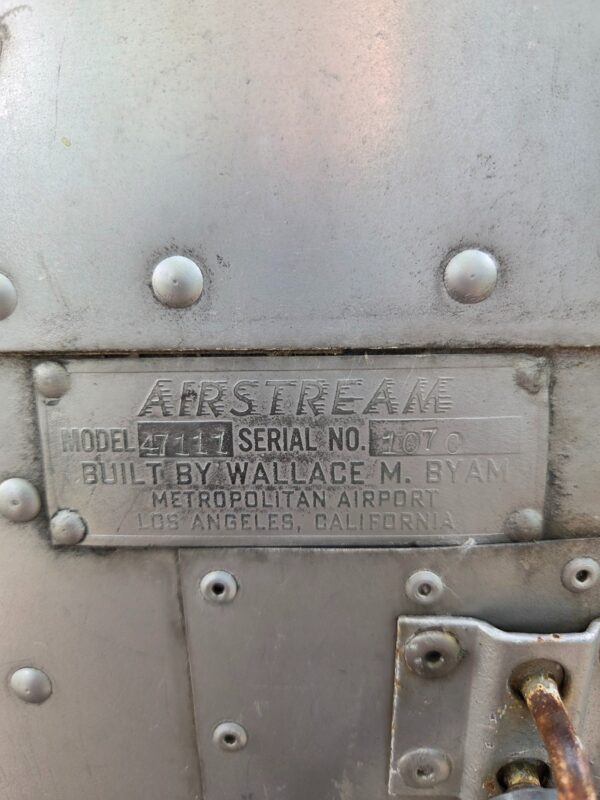 AIRSTREAM
MODEL 47111 SERIAL NO. 1070
BUILT BY WALLACE M. BYAM
METROPOLITAN AIRPORT
LOS ANGELES, CALIFORNIA